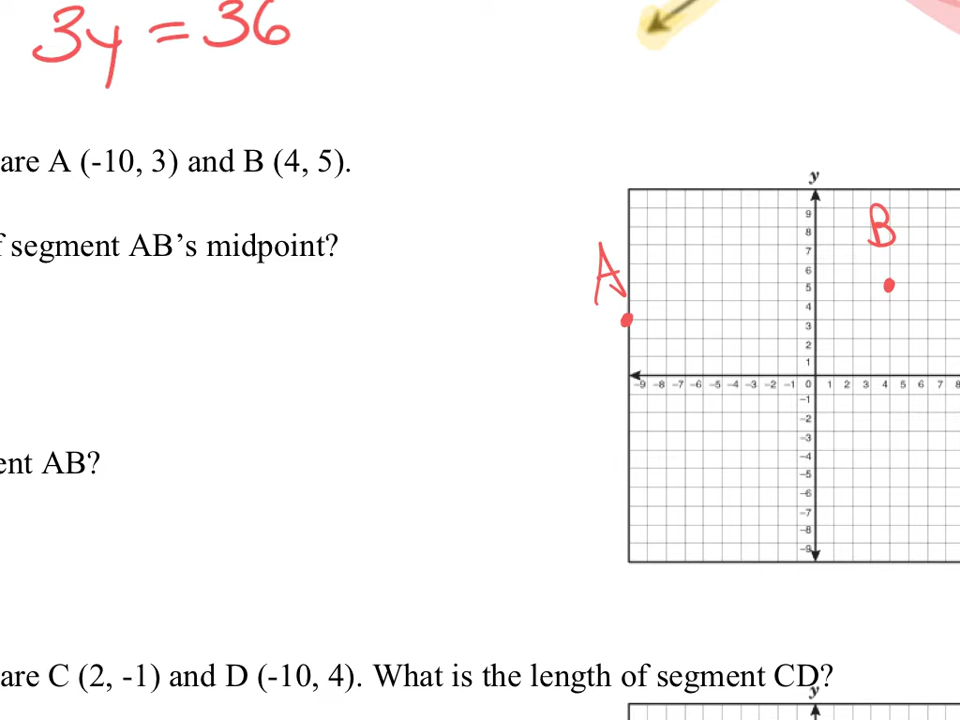 3y = 36
are A (-10, 3) and B (4, 5).
f segment AB’s midpoint?
ent AB?
A
B
y
9
8
7
6
5
4
3
2
1
−9 −8 −7 −6 −5 −4 −3 −2 −1 0 1 2 3 4 5 6 7 8
−1
−2
−3
−4
−5
−6
−7
−8
−9
are C (2, -1) and D (-10, 4). What is the length of segment CD?
y